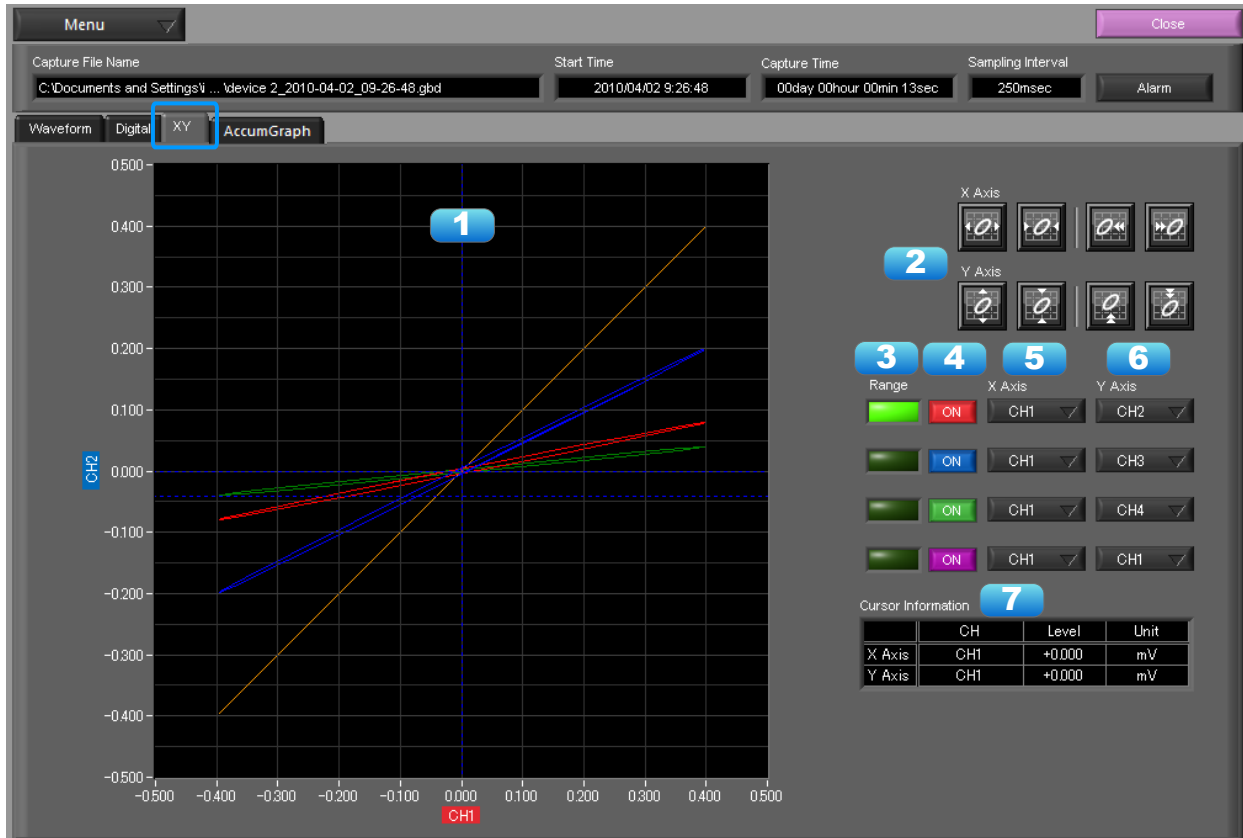 Menu
Close
Capture File Name
Start Time
Capture Time
Sampling Interval
C:\Documents and Settings\i ... \device 2_2010-04-02_09-26-48.gbd
2010/04/02 9:26:48
00day 00hour 00min 13sec
250msec
Alarm
Waveform
Digital
XY
AccumGraph
0.500
0.400
0.300
0.200
0.100
0.000
-0.100
-0.200
-0.300
-0.400
-0.500
CH2
-0.500 -0.400 -0.300 -0.200 -0.100 0.000 0.100 0.200 0.300 0.400 0.500
CH1
1
X Axis
2
Y Axis
3 4 5 6
Range X Axis Y Axis
ON CH1 CH2
ON CH1 CH3
ON CH1 CH4
ON CH1 CH1
Cursor Information 7
CH Level Unit
X Axis CH1 +0.000 mV
Y Axis CH1 +0.000 mV